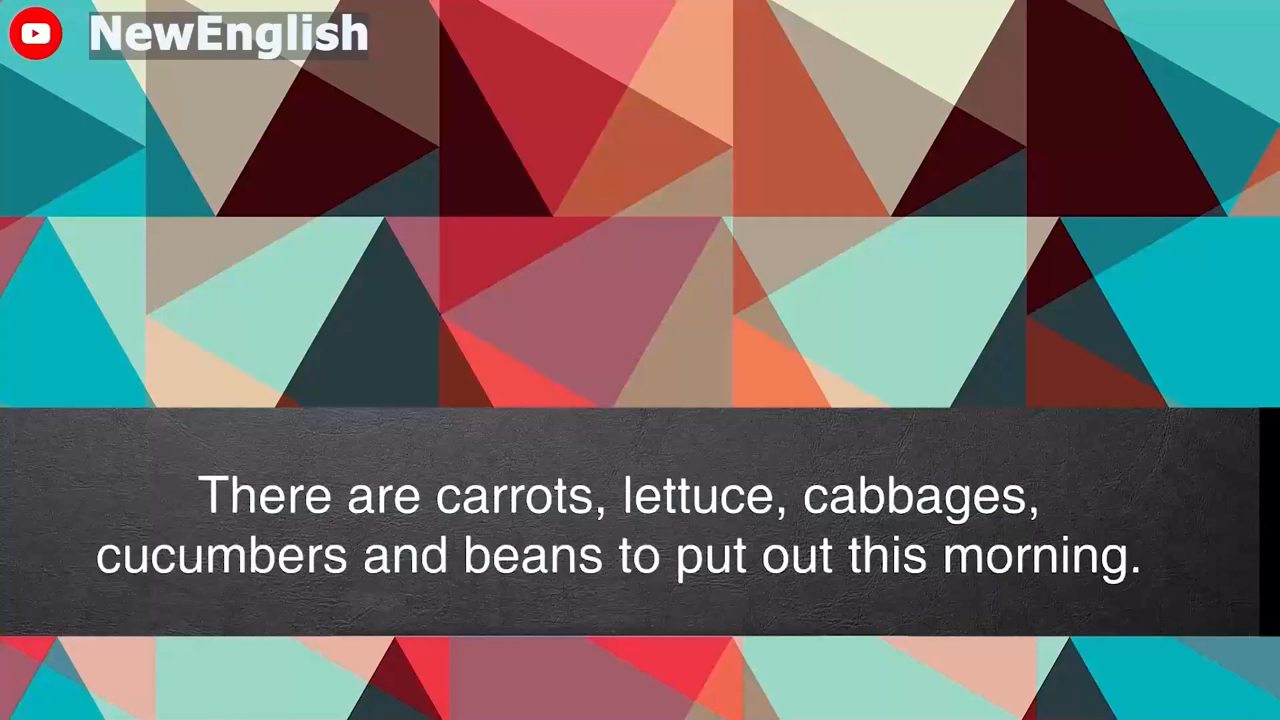 NewEnglish
There are carrots, lettuce, cabbages,
cucumbers and beans to put out this morning.